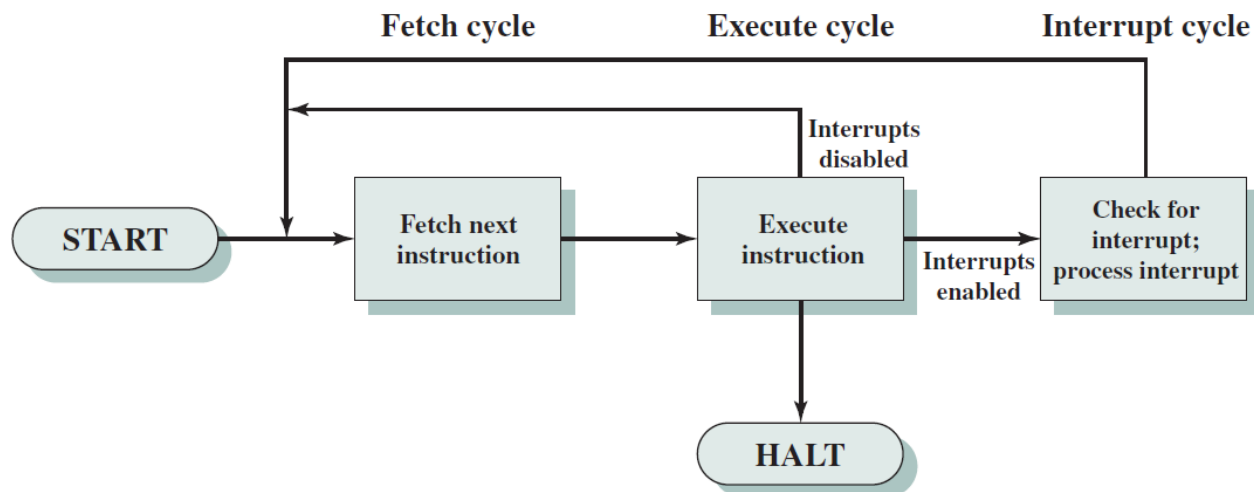 Fetch cycle
Execute cycle
Interrupt cycle
Interrupts
disabled
START
Fetch next
instruction
Execute
instruction
Interrupts
enabled
Check for
interrupt;
process interrupt
HALT